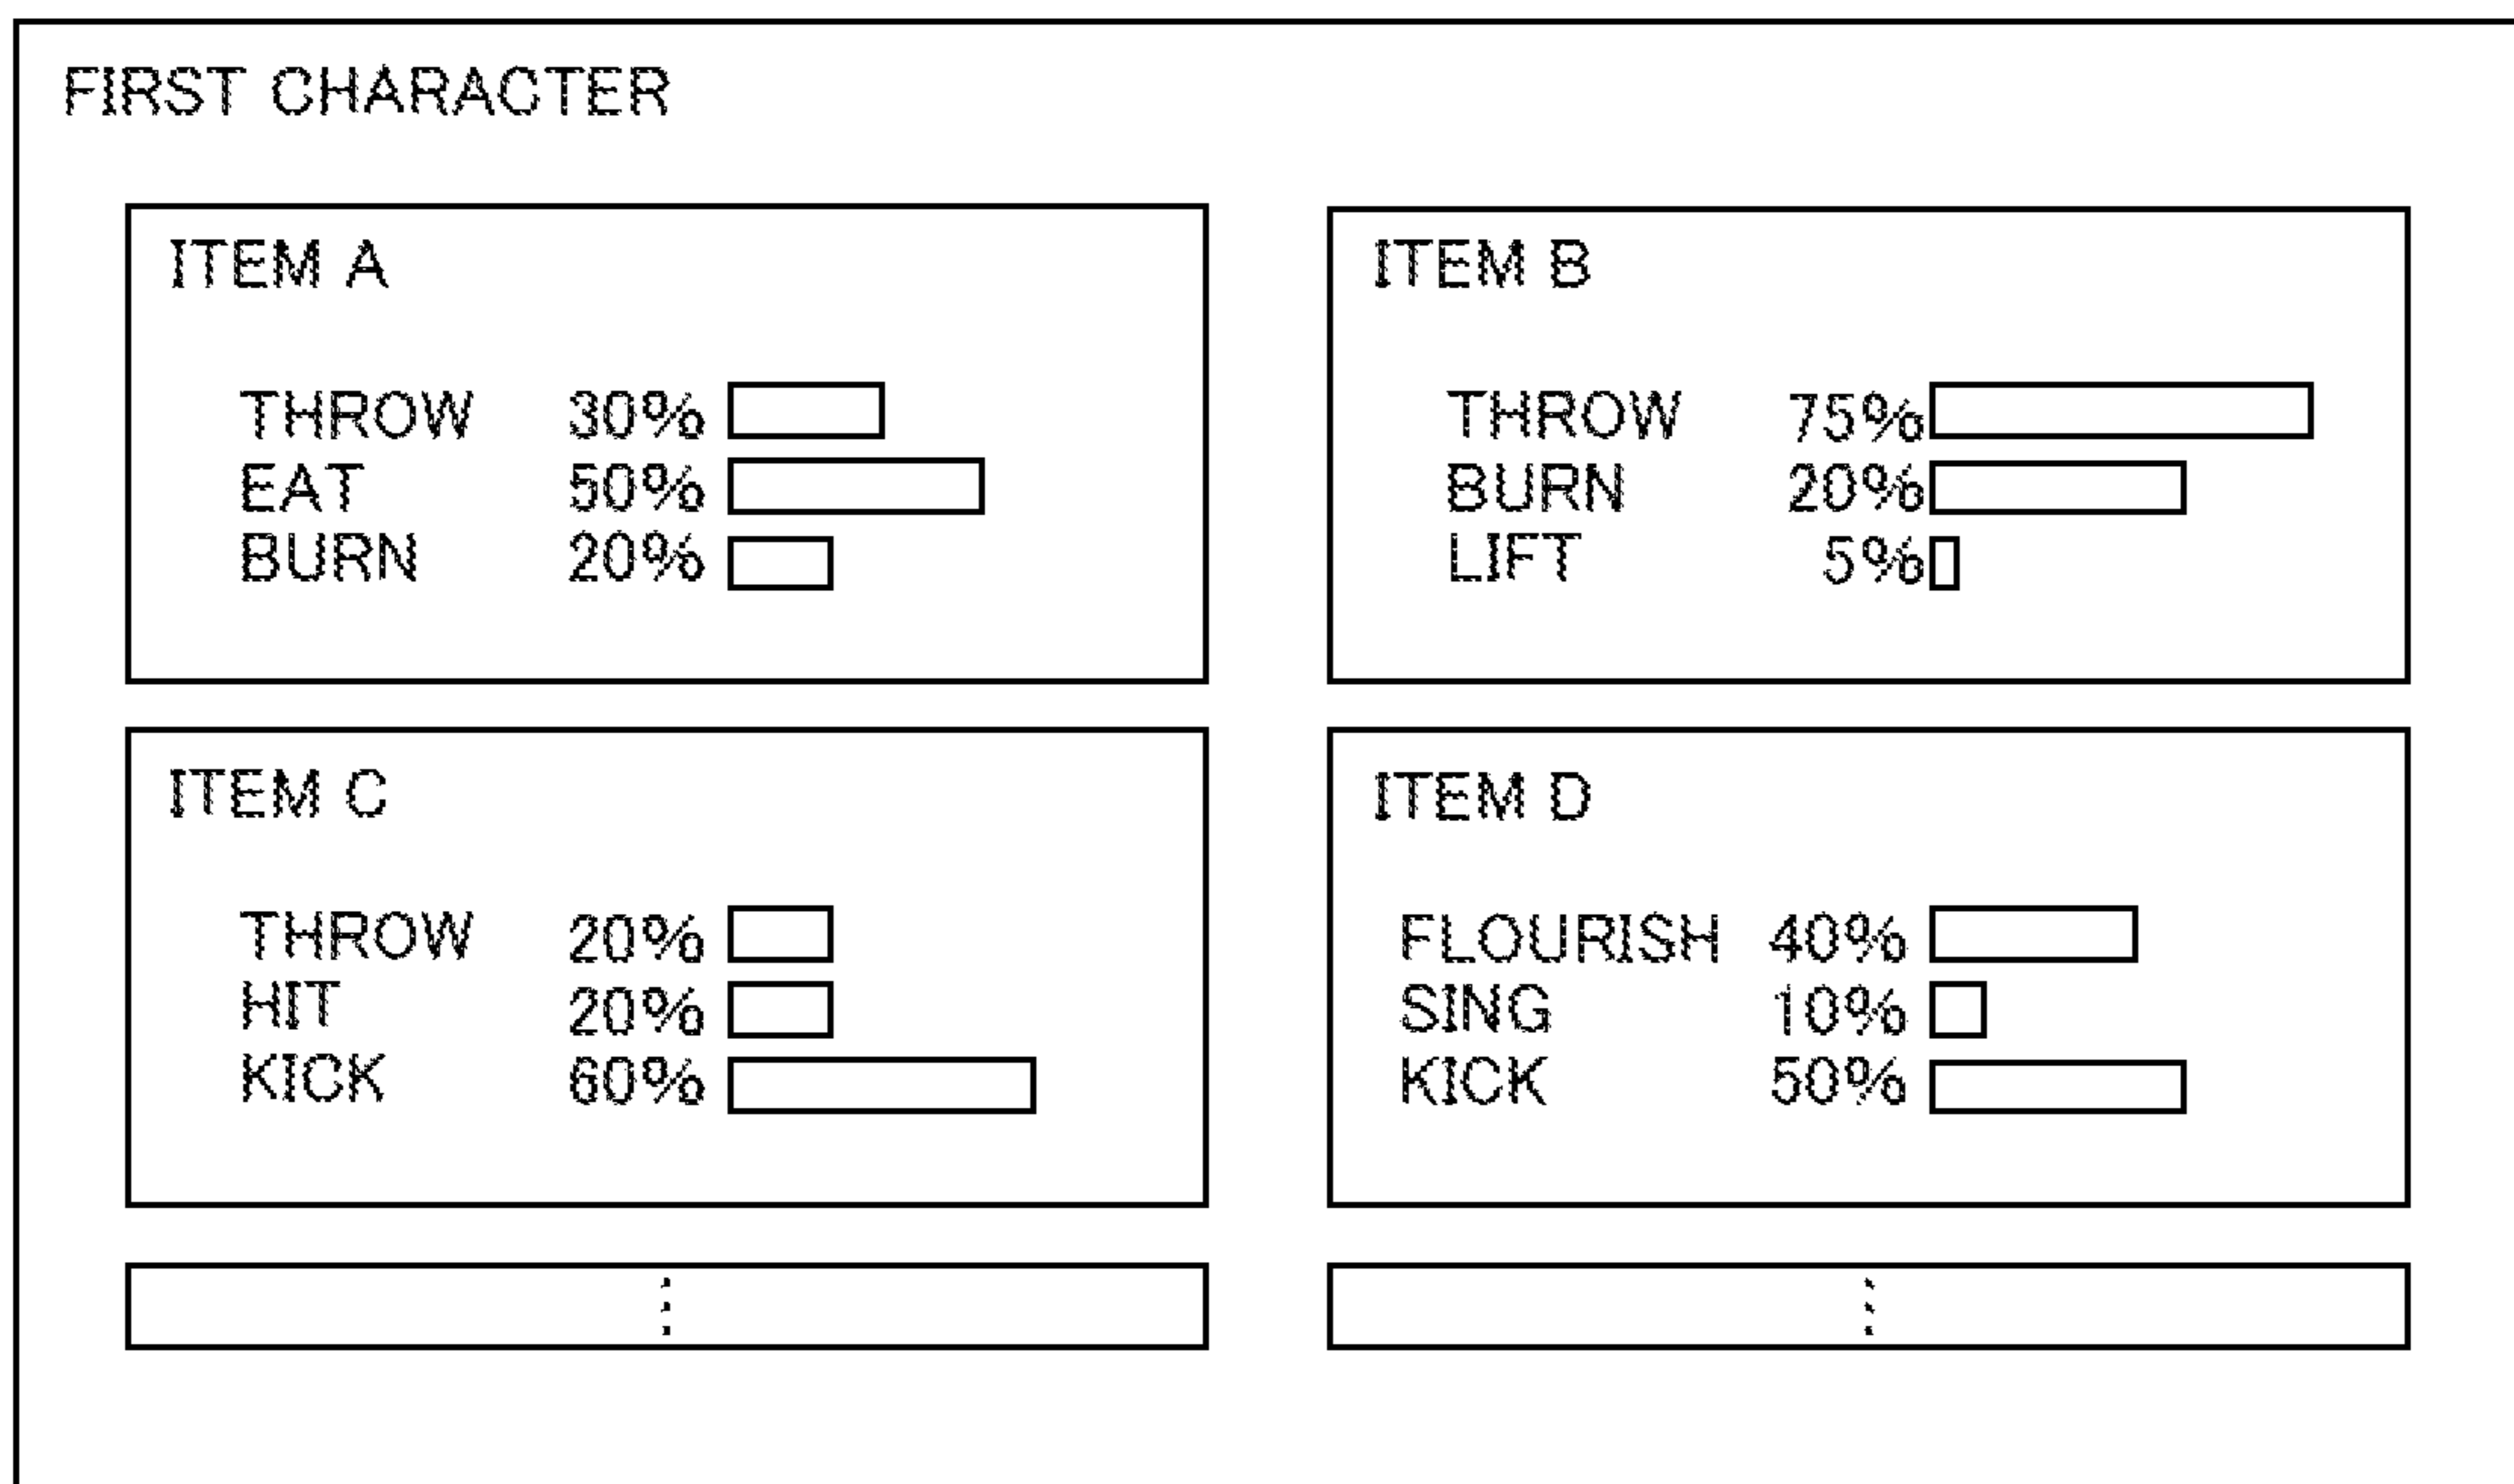 FIRST CHARACTER
ITEM A
THROW 30%
EAT 50%
BURN 20%
ITEM B
THROW 75%
BURN 20%
LIFT 5%
ITEM C
THROW 20%
HIT 20%
KICK 60%
ITEM D
FLOURISH 40%
SING 10%
KICK 50%